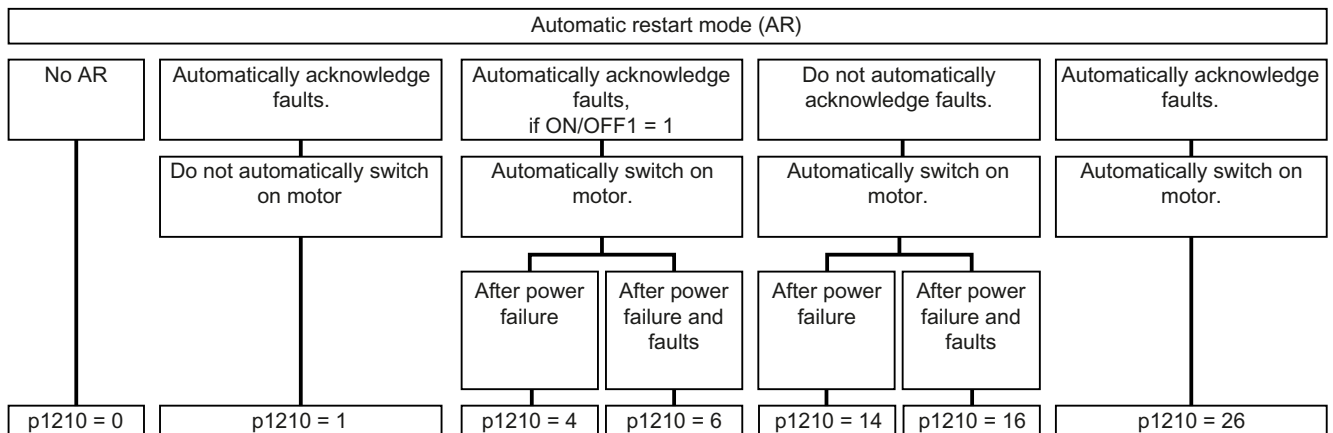 Automatic restart mode (AR)
No AR
Automatically acknowledge
faults.
Automatically acknowledge
faults,
if ON/OFF1 = 1
Do not automatically
acknowledge faults.
Automatically acknowledge
faults.
Do not automatically switch
on motor
Automatically switch on
motor.
Automatically switch on
motor.
Automatically switch on
motor.
After power
failure
After power
failure and
faults
After power
failure
After power
failure and
faults
p1210 = 0
p1210 = 1
p1210 = 4
p1210 = 6
p1210 = 14
p1210 = 16
p1210 = 26